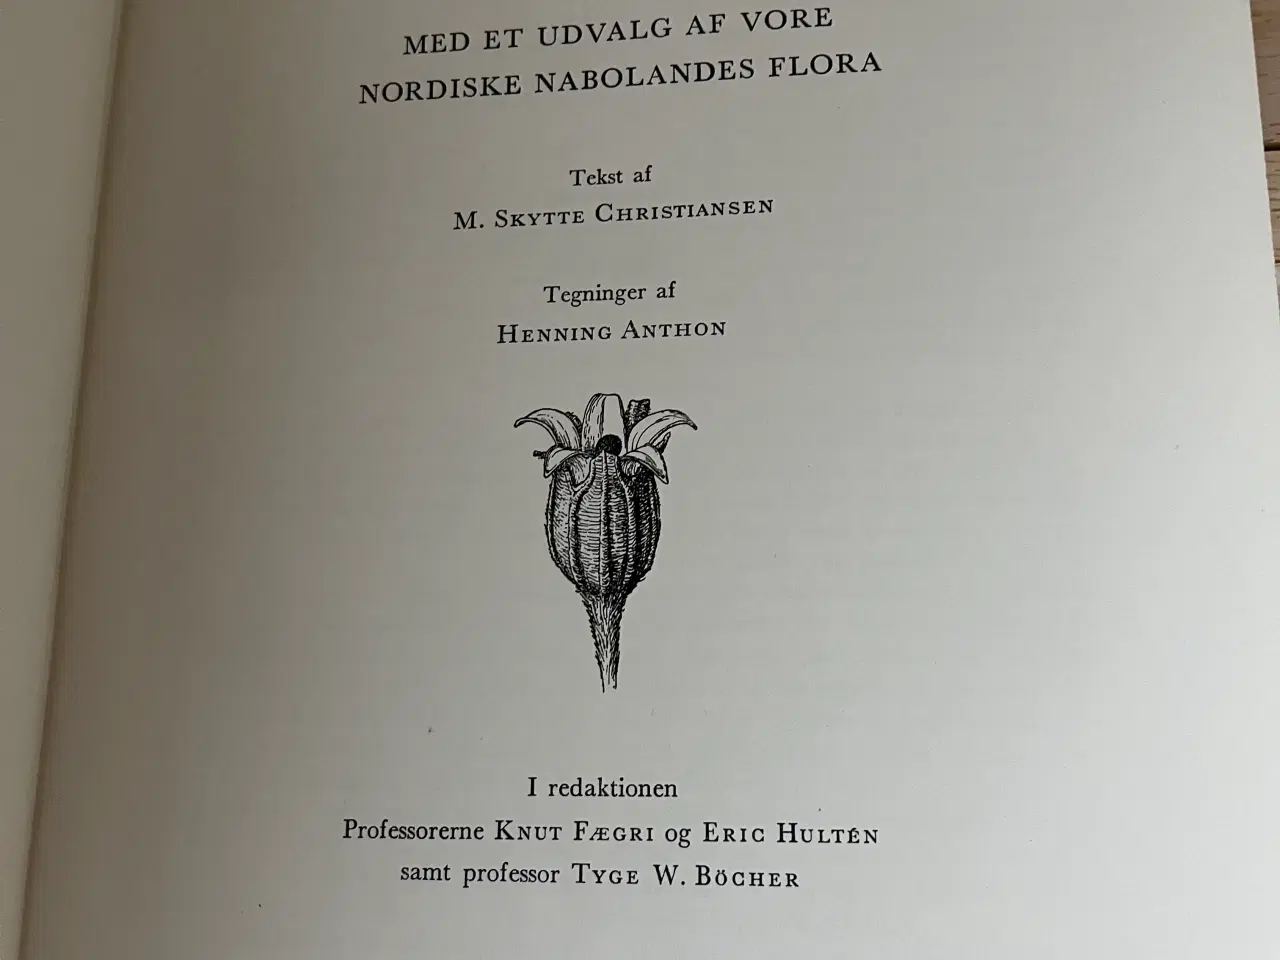 MED ET UDVALG AF VORE
NORDISKE NABOLANDES FLORA
Tekst af
M. SKYTTE CHRISTIANSEN
Tegninger af
HENNING ANTHON
I redaktionen
Professorerne KNUT FÆGRI og ERIC HULTÉN
samt professor TYGE W. BÖCHER